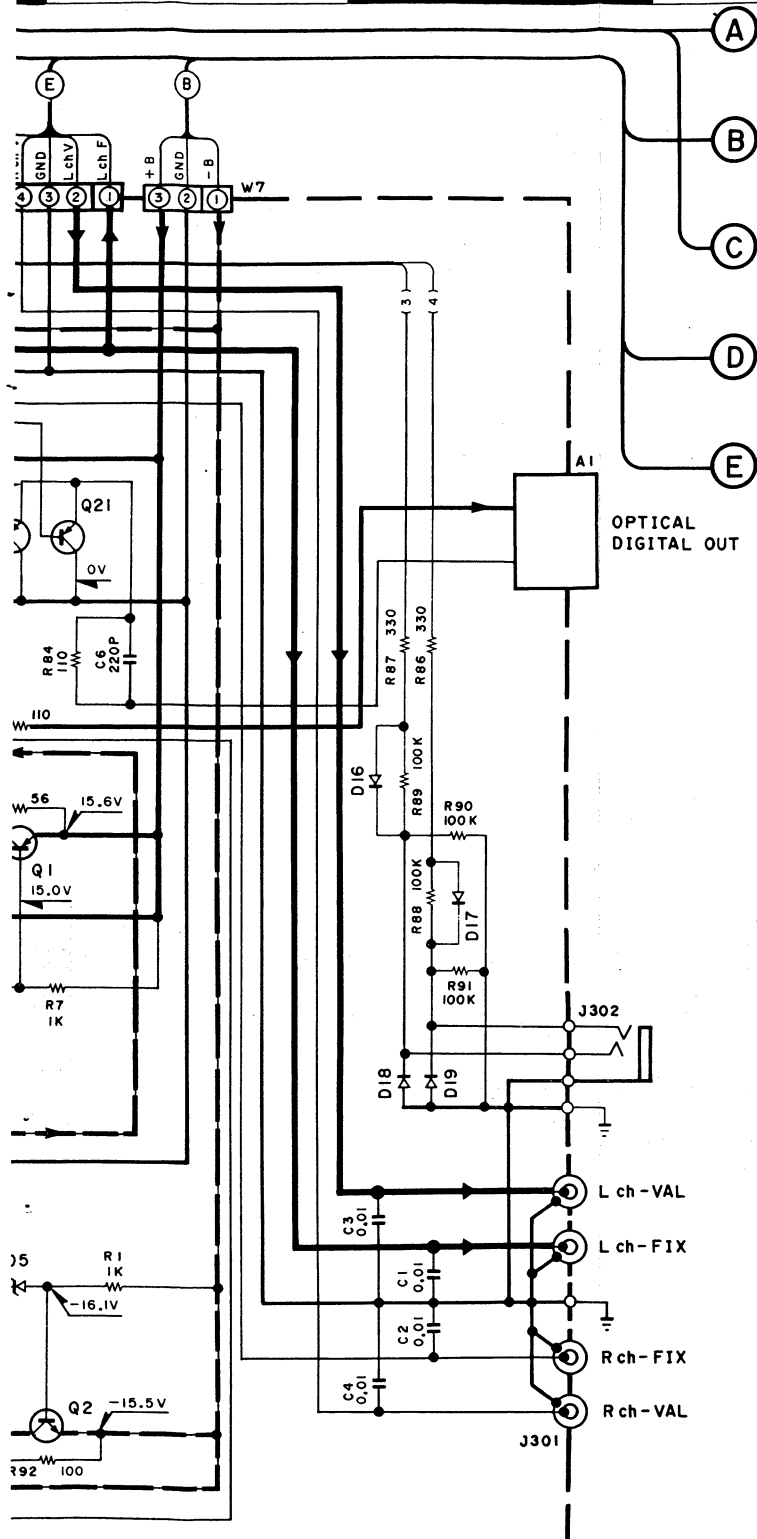 A
E
B
B
GND
L ch V
L ch F
+B
GND
-B
4
3
2
1
3
2
1
W7
C
3
4
D
A1
E
Q21
OPTICAL
DIGITAL OUT
0V
R84
110
C6
220P
R87
330
R86
330
110
D16
100K
R89
56
15.6V
R90
100K
Q1
15.0V
R88
100K
D17
R91
100K
R7
1K
J302
D18
D19
L ch-VAL
C3
0.01
L ch-FIX
05
R1
1K
C1
0.01
-16.1V
C2
0.01
R ch-FIX
C4
0.01
Q2
-15.5V
R ch-VAL
J301
R92
100